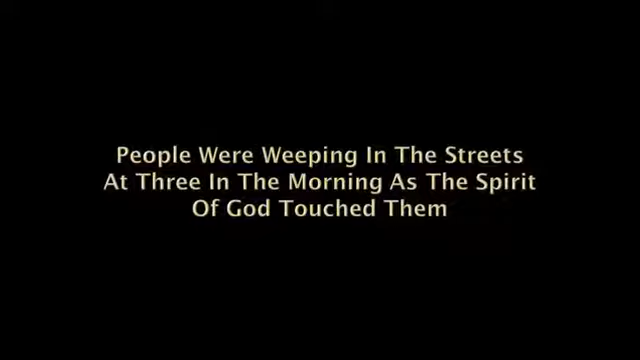 People Were Weeping In The Streets
At Three In The Morning As The Spirit
Of God Touched Them